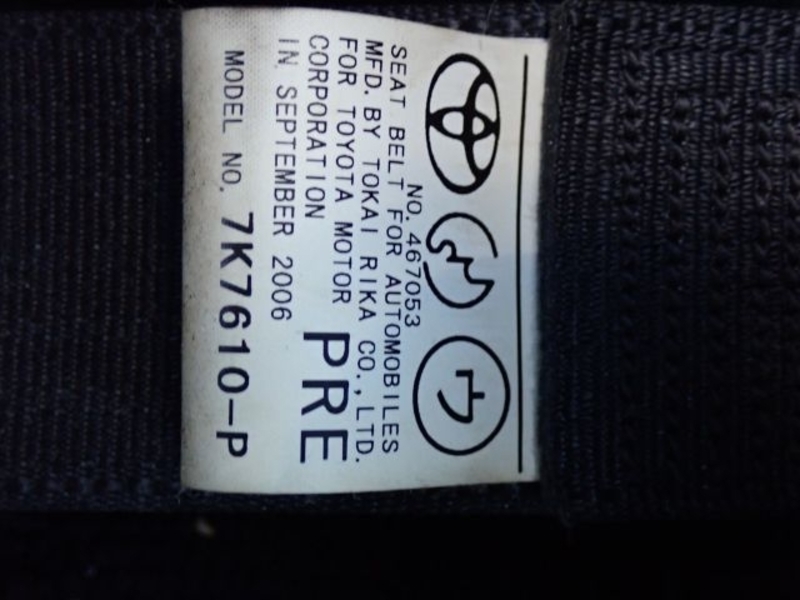 ウ
NO. 467053
SEAT BELT FOR AUTOMOBILES
MFD. BY TOKAI RIKA CO., LTD.
FOR TOYOTA MOTOR
CORPORATION
PRE
IN SEPTEMBER 2006
MODEL NO. 7K7610-P